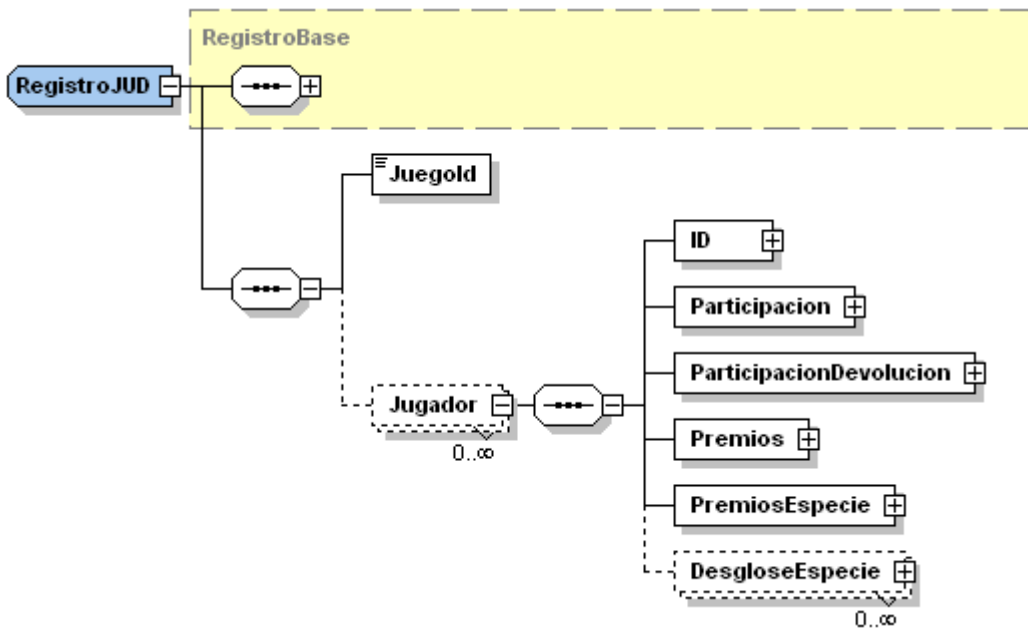 RegistroBase
RegistroJUD
JuegoId
ID
Participacion
ParticipacionDevolucion
Jugador
0..∞
Premios
PremiosEspecie
DesgloseEspecie
0..∞